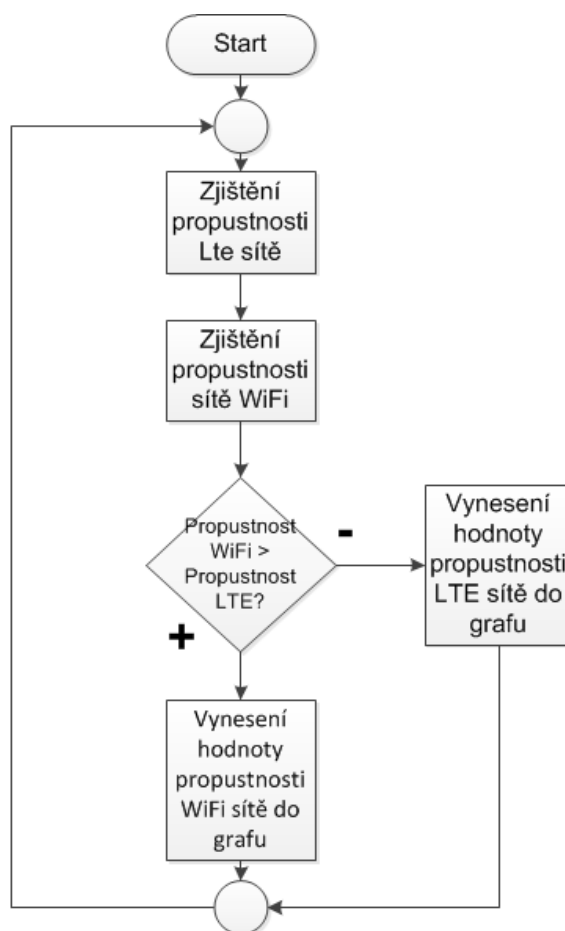 Start
Zjištění
propustnosti
Lte sítě
Zjištění
propustnosti
sítě WiFi
Propustnost
WiFi >
Propustnost
LTE?
-
Vynesení
hodnoty
propustnosti
LTE sítě do
grafu
+
Vynesení
hodnoty
propustnosti
WiFi sítě do
grafu